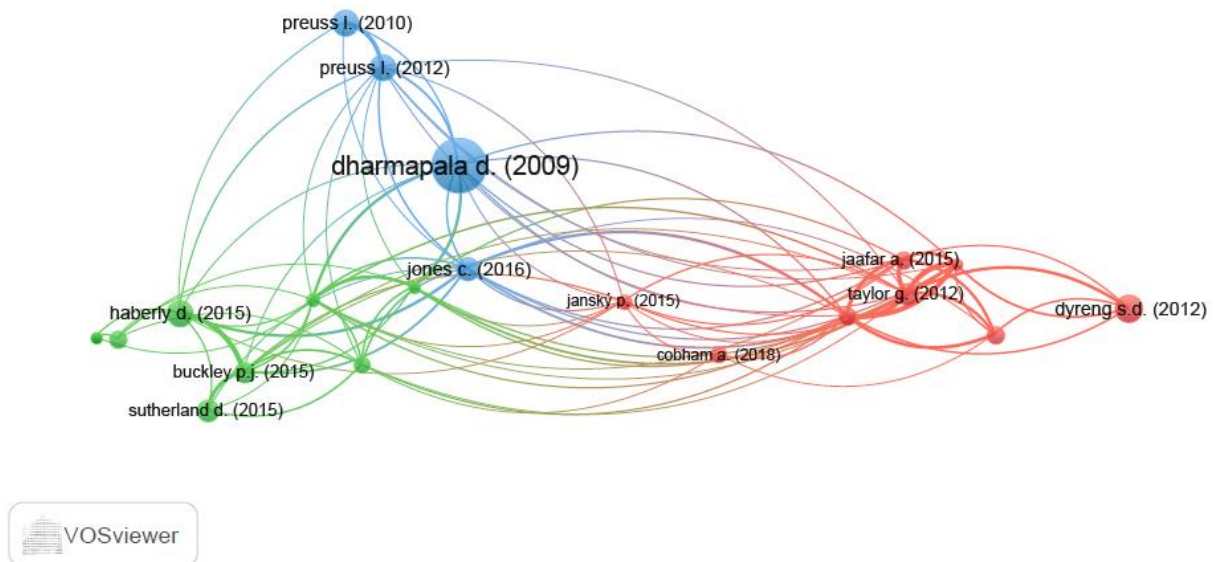 preuss l. (2010)
preuss l. (2012)
dharmapala d. (2009)
jaafar a. (2015)
jones c. (2016)
taylor g. (2012)
janský p. (2015)
dyreng s.d. (2012)
haberly d. (2015)
cobham a. (2018)
buckley p.j. (2015)
sutherland d. (2015)
VOSviewer